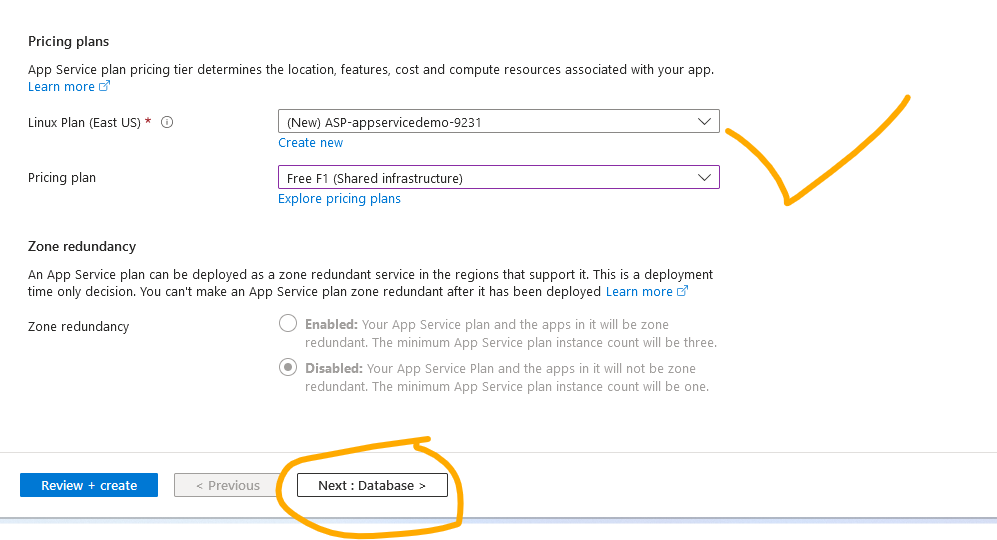 Pricing plans
App Service plan pricing tier determines the location, features, cost and compute resources associated with your app.
Learn more
Linux Plan (East US) *
(New) ASP-appservicedemo-9231
Create new
Pricing plan
Free F1 (Shared infrastructure)
Explore pricing plans
Zone redundancy
An App Service plan can be deployed as a zone redundant service in the regions that support it. This is a deployment
time only decision. You can't make an App Service plan zone redundant after it has been deployed Learn more
Zone redundancy
Enabled: Your App Service plan and the apps in it will be zone
redundant. The minimum App Service plan instance count will be three.
Disabled: Your App Service Plan and the apps in it will not be zone
redundant. The minimum App Service plan instance count will be one.
Review + create
< Previous
Next : Database >